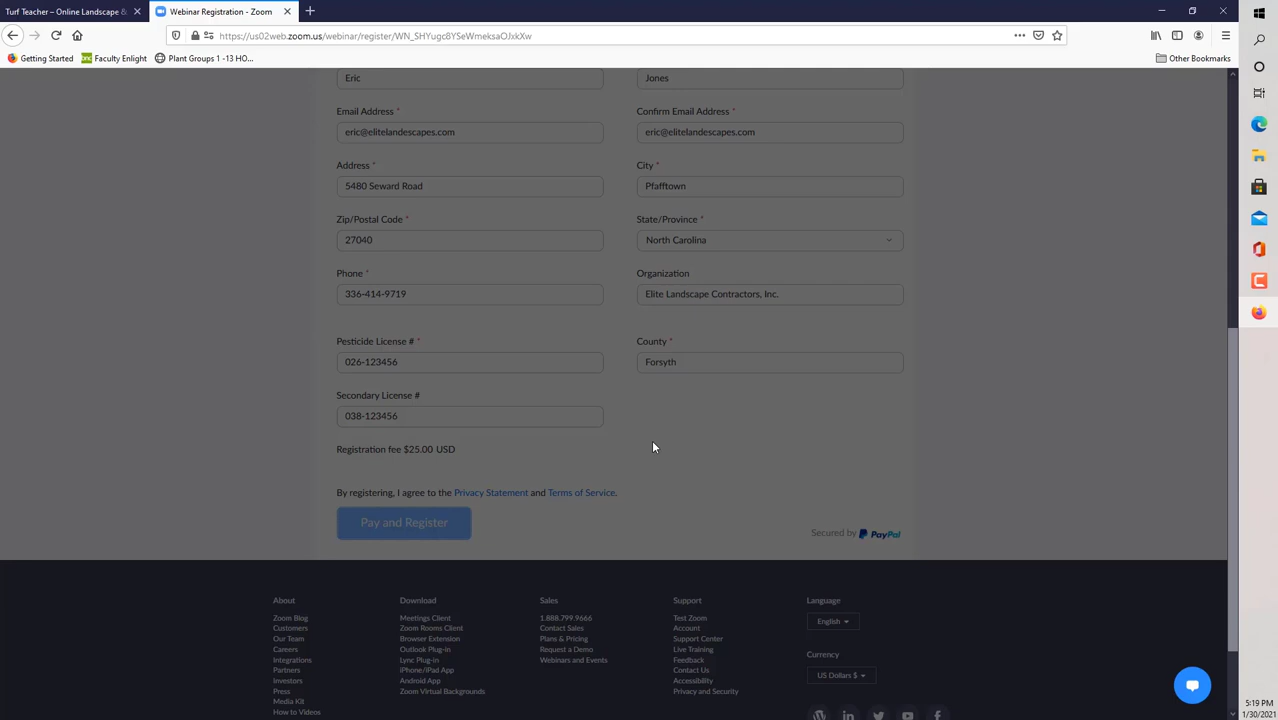 Turf Teacher – Online Landscape &
Webinar Registration - Zoom
https://us02web.zoom.us/webinar/register/WN_SHYugc8YSeWmeksaOJxkXw
Getting Started
Faculty Enlight
Plant Groups 1 -13 HO...
Other Bookmarks
Eric
Jones
Email Address *
Confirm Email Address *
eric@elitelandescapes.com
eric@elitelandescapes.com
Address *
City *
5480 Seward Road
Pfafftown
Zip/Postal Code *
State/Province *
27040
North Carolina
Phone *
Organization
336-414-9719
Elite Landscape Contractors, Inc.
Pesticide License # *
County *
026-123456
Forsyth
Secondary License #
038-123456
Registration fee $25.00 USD
By registering, I agree to the Privacy Statement and Terms of Service.
Pay and Register
Secured by PayPal
About
Download
Sales
Support
Language
Zoom Blog
Meetings Client
1.888.799.9666
Test Zoom
English
Customers
Zoom Rooms Client
Contact Sales
Account
Our Team
Browser Extension
Plans & Pricing
Support Center
Careers
Outlook Plug-in
Request a Demo
Live Training
Currency
Integrations
Lync Plug-in
Webinars and Events
Feedback
Partners
iPhone/iPad App
Contact Us
US Dollars $
Investors
Android App
Accessibility
Press
Zoom Virtual Backgrounds
Privacy and Security
Media Kit
How to Videos
5:19 PM
1/30/2021